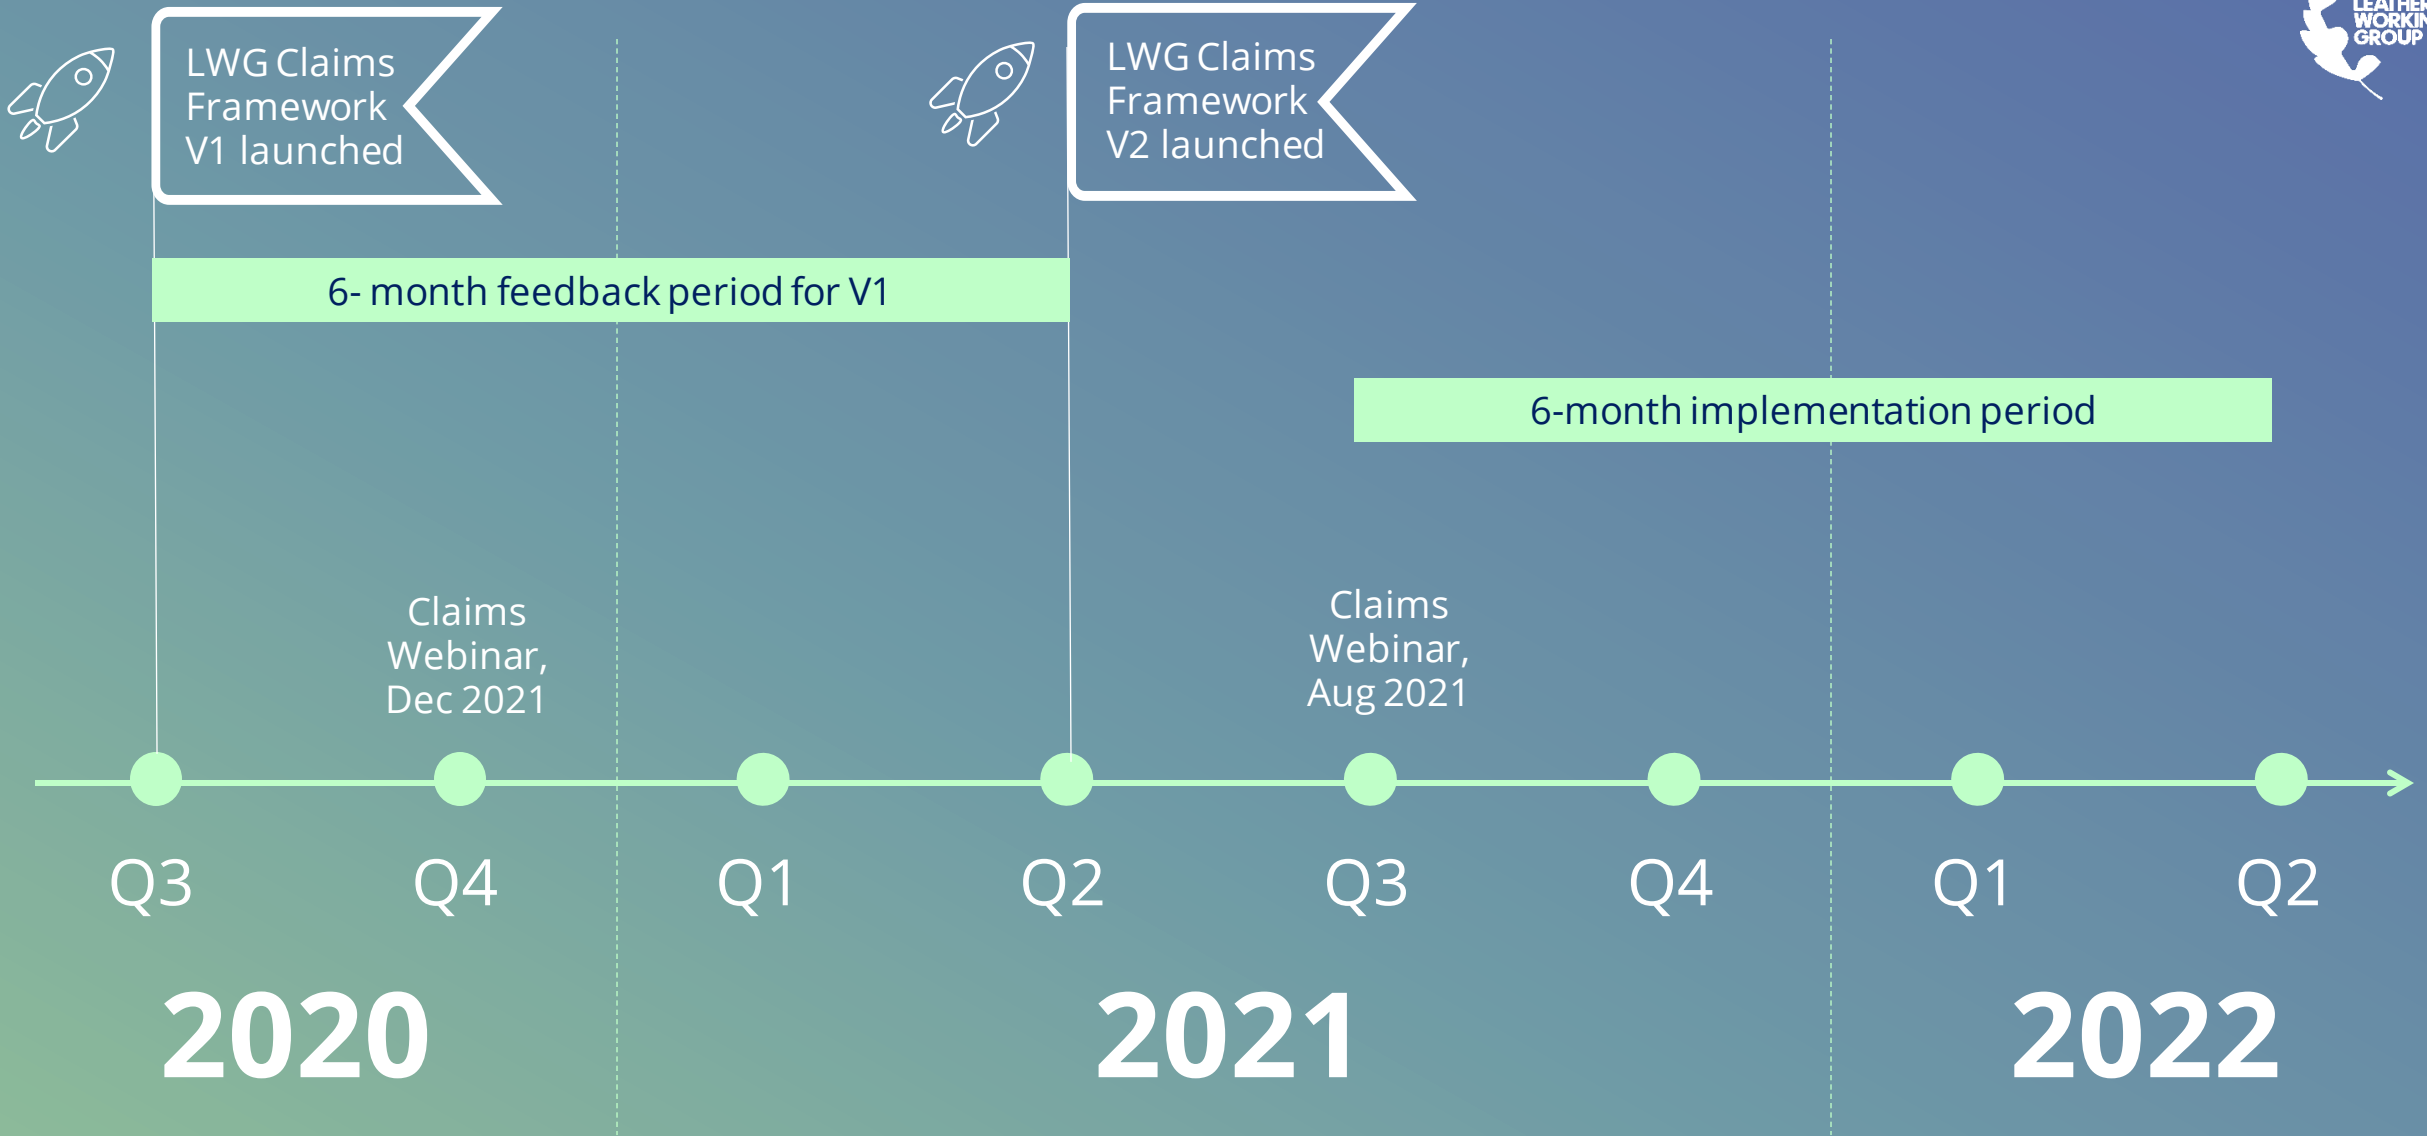 LWG Claims
Framework
V1 launched
LWG Claims
Framework
V2 launched
WORKIN
GROUP
6- month feedback period for V1
6-month implementation period
Claims
Webinar,
Dec 2021
Claims
Webinar,
Aug 2021
Q3 Q4 Q1 Q2 Q3 Q4 Q1 Q2
2020 2021 2022